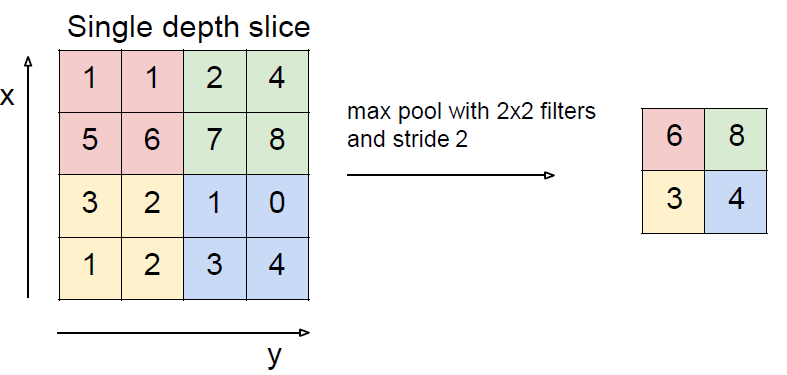 Single depth slice
x
1 1 2 4
5 6 7 8
3 2 1 0
1 2 3 4
y
max pool with 2x2 filters
and stride 2
6 8
3 4